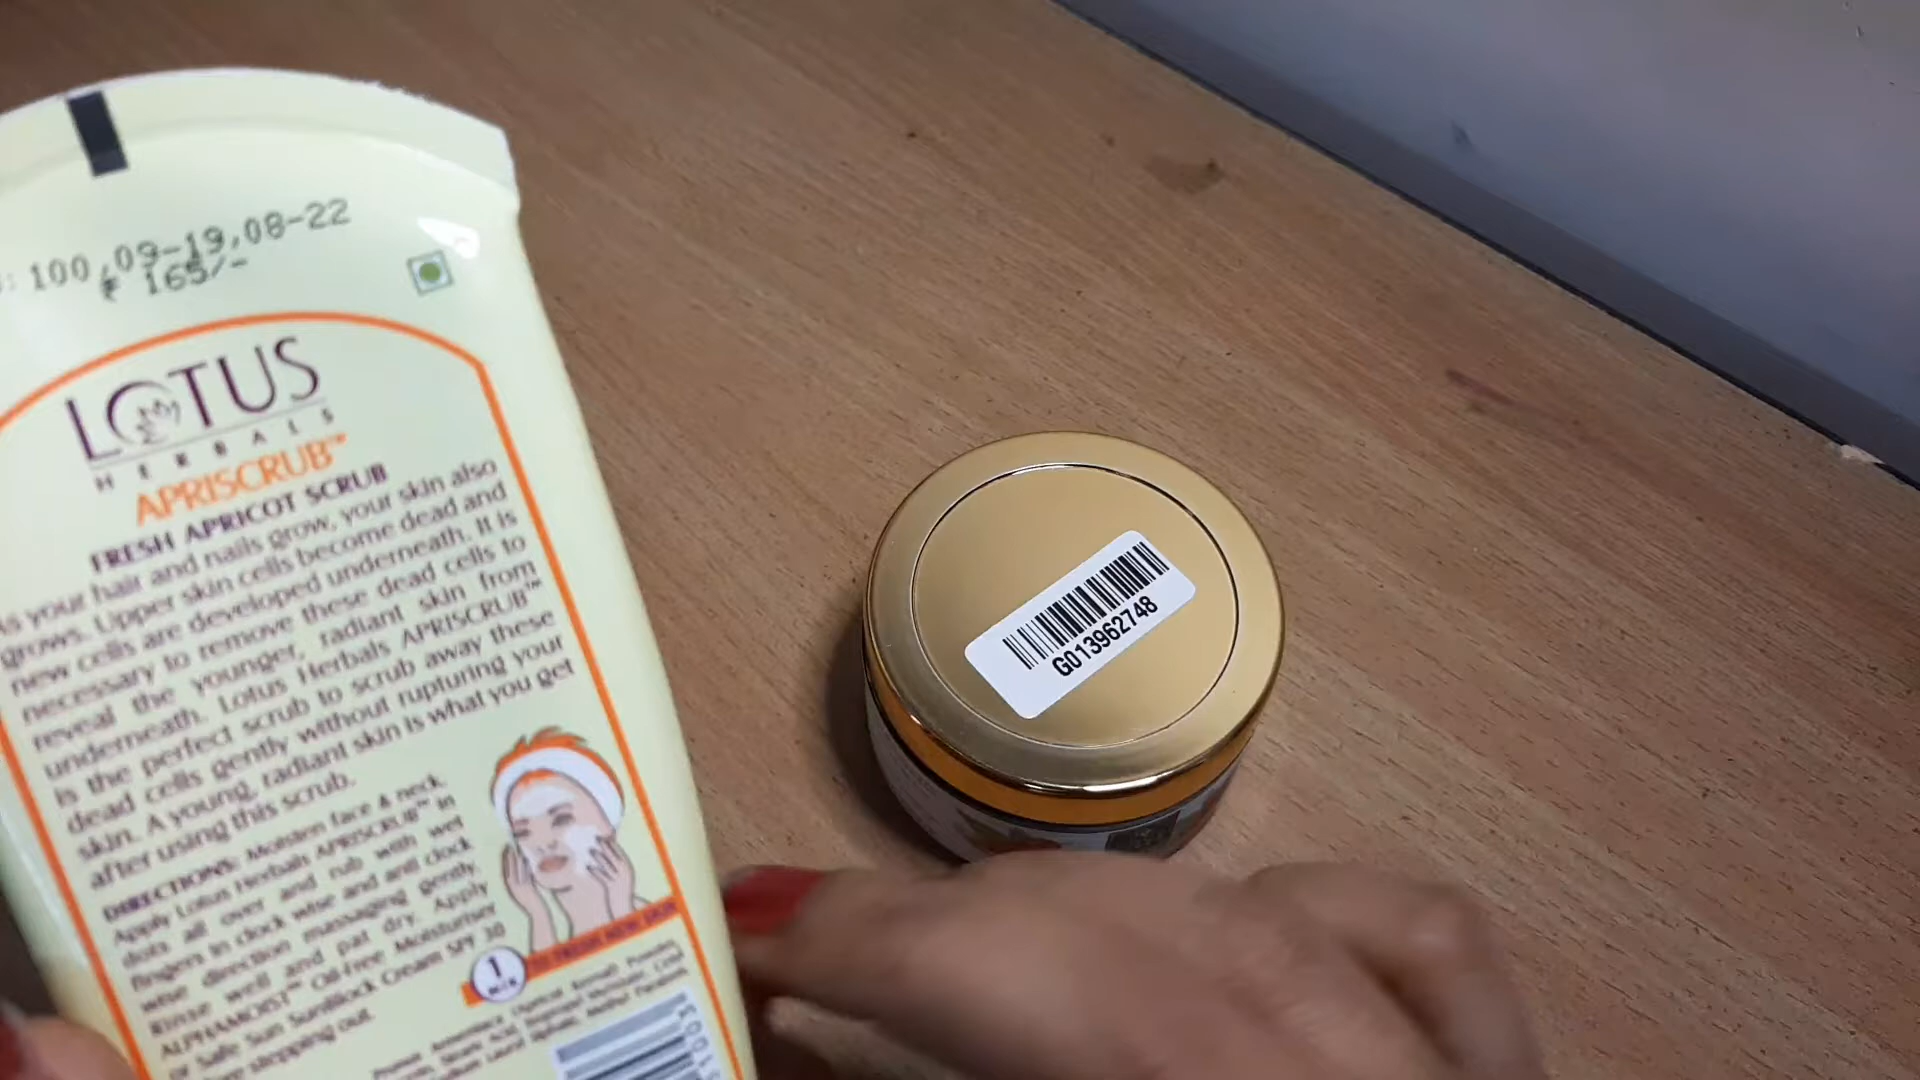 : 100,09-19,08-22
₹ 165/-
LOTUS
HERBALS
APRISCRUB™
FRESH APRICOT SCRUB
As your hair and nails grow, your skin also
grows. Upper skin cells become dead and
new cells are developed underneath. It is
necessary to remove these dead cells to
reveal the younger, radiant skin from
underneath. Lotus Herbals APRISCRUB™
is the perfect scrub to scrub away these
dead cells gently without rupturing your
skin. A young, radiant skin is what you get
after using this scrub.
DIRECTIONS: Moisten face & neck.
Apply Lotus Herbals APRISCRUB™ in
dots all over and rub with wet
fingers in clock wise and anti clock
wise direction massaging gently.
Rinse well and pat dry. Apply
ALPHAMOIST™ Oil-Free Moisturiser
or Safe Sun SunBlock Cream SPF 30
stepping out.
1
MIN
G013962748